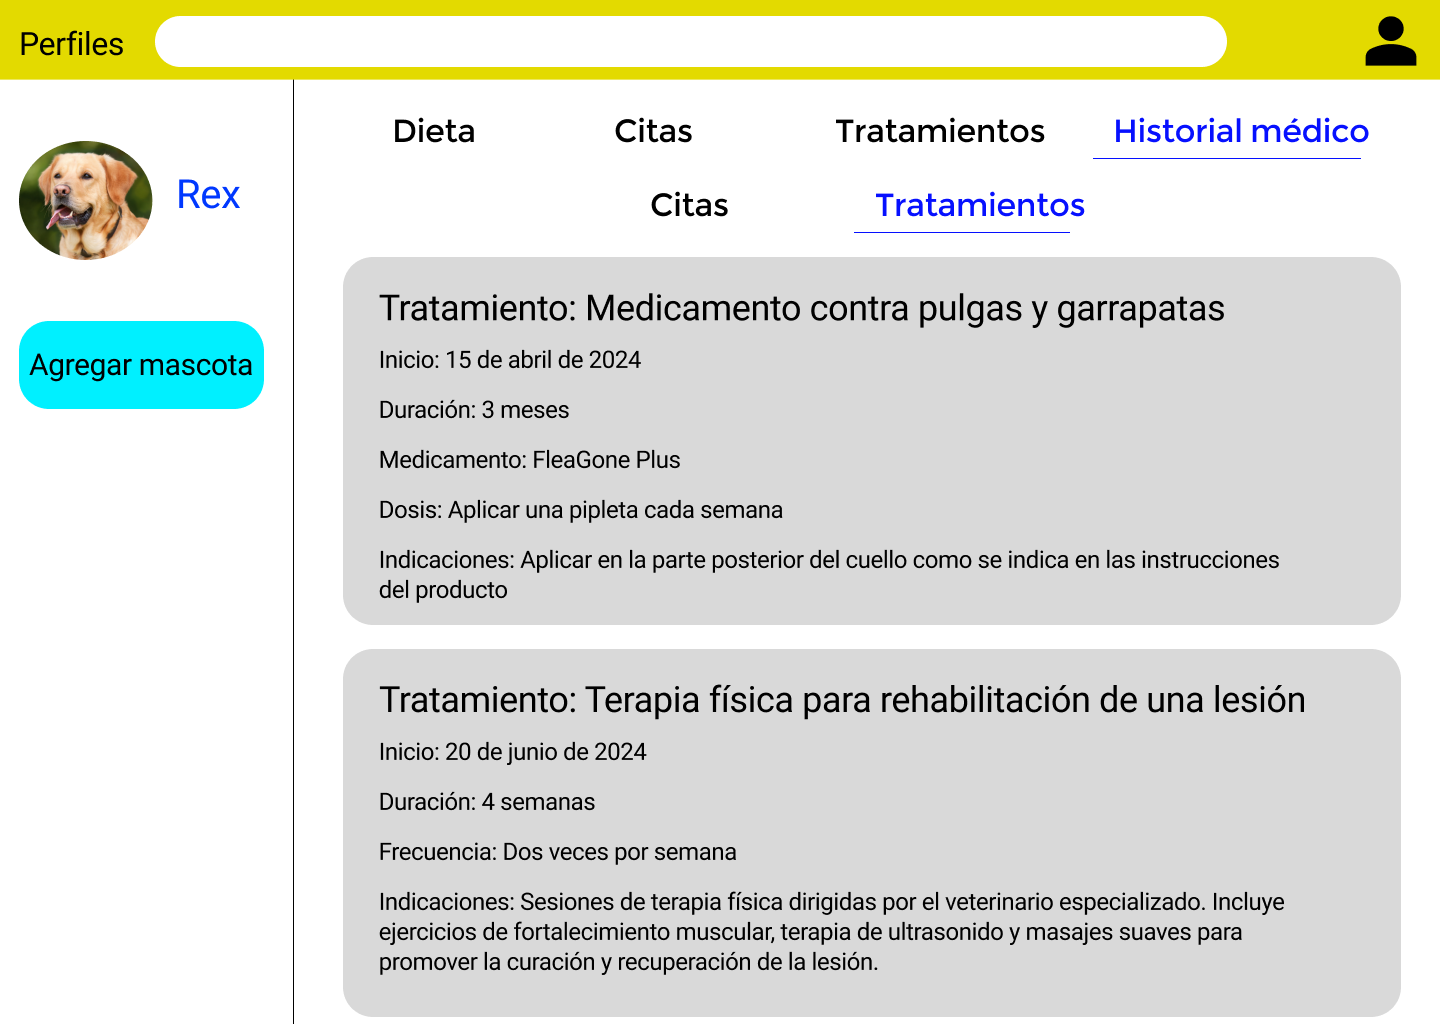 Perfiles
Dieta
Citas
Tratamientos
Historial médico
Rex
Citas
Tratamientos
Agregar mascota
Tratamiento: Medicamento contra pulgas y garrapatas
Inicio: 15 de abril de 2024
Duración: 3 meses
Medicamento: FleaGone Plus
Dosis: Aplicar una pipleta cada semana
Indicaciones: Aplicar en la parte posterior del cuello como se indica en las instrucciones
del producto
Tratamiento: Terapia física para rehabilitación de una lesión
Inicio: 20 de junio de 2024
Duración: 4 semanas
Frecuencia: Dos veces por semana
Indicaciones: Sesiones de terapia física dirigidas por el veterinario especializado. Incluye
ejercicios de fortalecimiento muscular, terapia de ultrasonido y masajes suaves para
promover la curación y recuperación de la lesión.